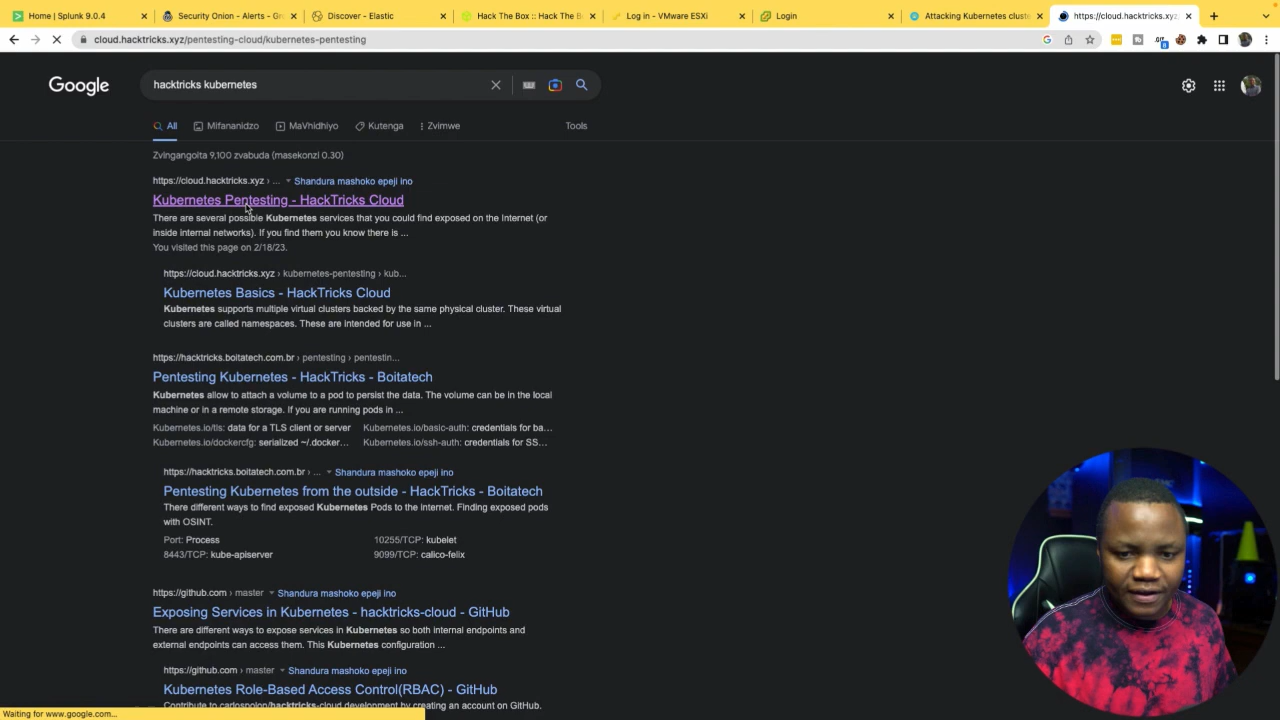 Home | Splunk 9.0.4
Security Onion - Alerts - Gr
Discover - Elastic
Hack The Box :: Hack The B
Log in - VMware ESXi
Login
Attacking Kubernetes cluste
https://cloud.hacktricks.xyz
cloud.hacktricks.xyz/pentesting-cloud/kubernetes-pentesting
Google
hacktricks kubernetes
All
Mifananidzo
MaVhidhiyo
Kutenga
Zvimwe
Tools
Zvingangoita 9,100 zvabuda (masekonzi 0.30)
https://cloud.hacktricks.xyz › ... Shandura mashoko epeji ino
Kubernetes Pentesting - HackTricks Cloud
There are several possible Kubernetes services that you could find exposed on the Internet (or
inside internal networks). If you find them you know there is ...
You visited this page on 2/18/23.
https://cloud.hacktricks.xyz › kubernetes-pentesting › kub...
Kubernetes Basics - HackTricks Cloud
Kubernetes supports multiple virtual clusters backed by the same physical cluster. These virtual
clusters are called namespaces. These are intended for use in ...
https://hacktricks.boitatech.com.br › pentesting › pentestin...
Pentesting Kubernetes - HackTricks - Boitatech
Kubernetes allow to attach a volume to a pod to persist the data. The volume can be in the local
machine or in a remote storage. If you are running pods in ...
Kubernetes.io/tls: data for a TLS client or server Kubernetes.io/basic-auth: credentials for ba...
Kubernetes.io/dockercfg: serialized ~/.docker... Kubernetes.io/ssh-auth: credentials for SS...
https://hacktricks.boitatech.com.br › ... Shandura mashoko epeji ino
Pentesting Kubernetes from the outside - HackTricks - Boitatech
There different ways to find exposed Kubernetes Pods to the internet. Finding exposed pods
with OSINT.
Port: Process 10255/TCP: kubelet
8443/TCP: kube-apiserver 9099/TCP: calico-felix
https://github.com › master Shandura mashoko epeji ino
Exposing Services in Kubernetes - hacktricks-cloud - GitHub
There are different ways to expose services in Kubernetes so both internal endpoints and
external endpoints can access them. This Kubernetes configuration ...
https://github.com › master Shandura mashoko epeji ino
Kubernetes Role-Based Access Control(RBAC) - GitHub
Contribute to carlospolop/hacktricks-cloud development by creating an account on GitHub.
Waiting for www.google.com...